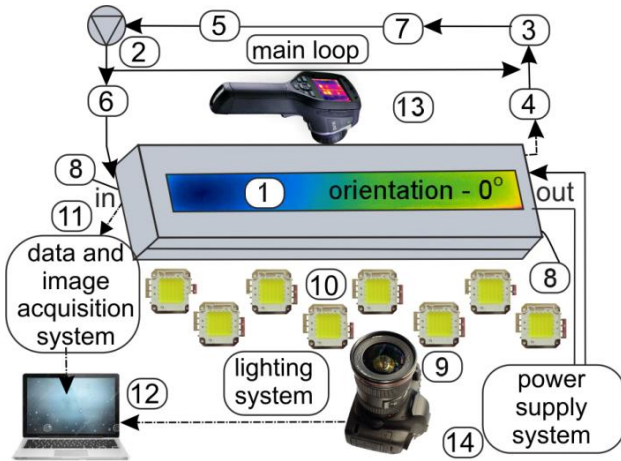 5
7
3
2
main loop
6
13
4
8
in
1
orientation - 0°
out
11
data and
image
acquisition
system
8
10
lighting
system
9
12
power
supply
system
14